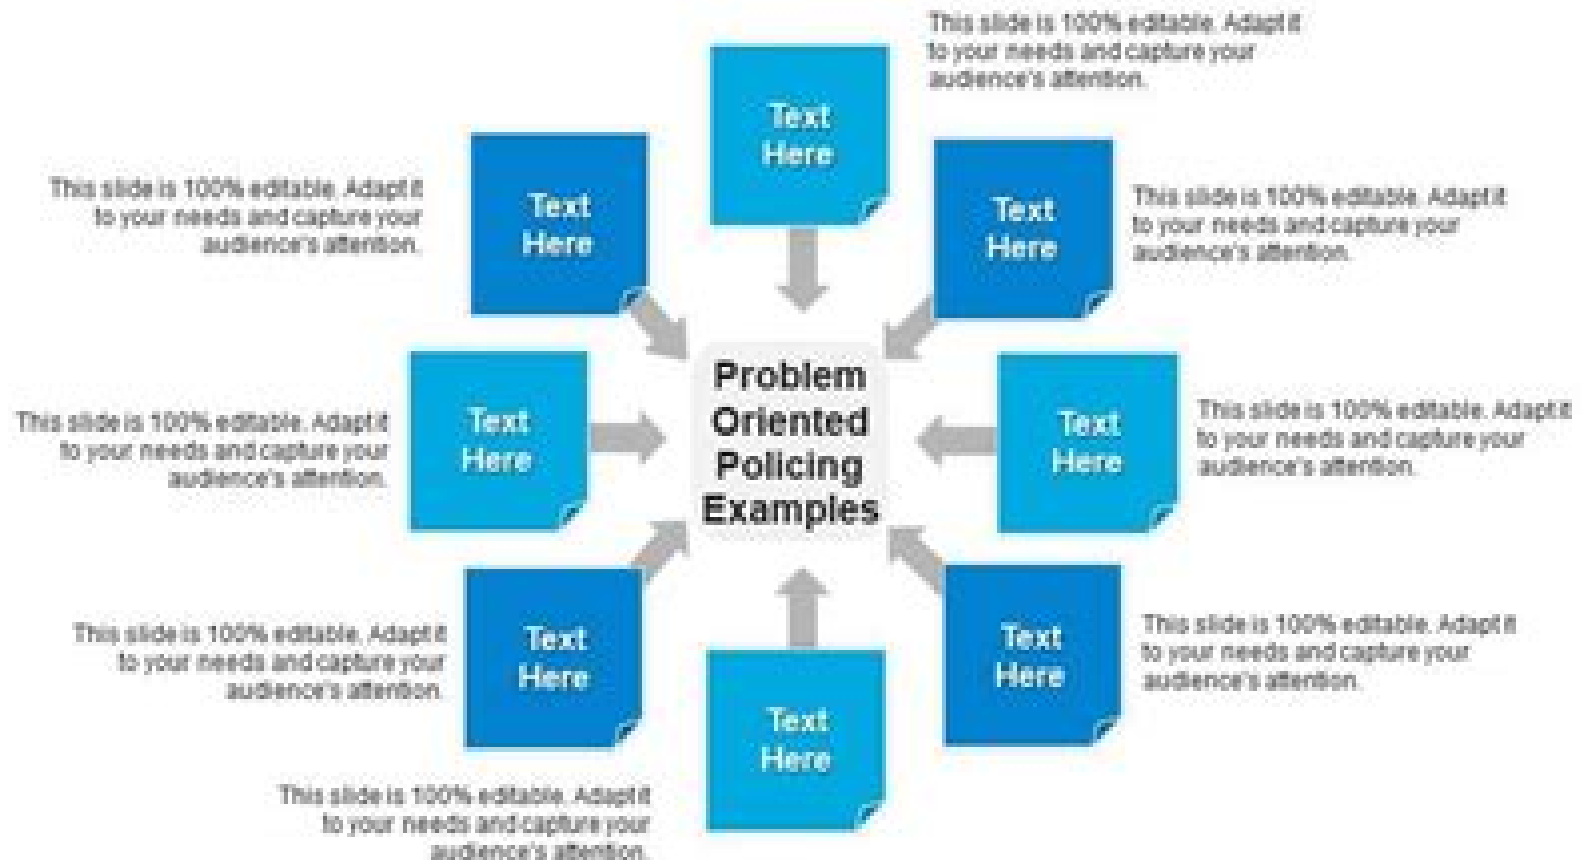 This slide is 100% editable. Adapt it
to your needs and capture your
audience's attention.
Text
Here
Text
Here
This slide is 100% editable. Adapt it
to your needs and capture your
audience's attention.
Text
Here
This slide is 100% editable. Adapt it
to your needs and capture your
audience's attention.
Problem
Oriented
Policing
Examples
This slide is 100% editable. Adapt it
to your needs and capture your
audience's attention.
Text
Here
Text
Here
This slide is 100% editable. Adapt it
to your needs and capture your
audience's attention.
This slide is 100% editable. Adapt it
to your needs and capture your
audience's attention.
Text
Here
Text
Here
This slide is 100% editable. Adapt it
to your needs and capture your
audience's attention.
Text
Here
This slide is 100% editable. Adapt it
to your needs and capture your
audience's attention.